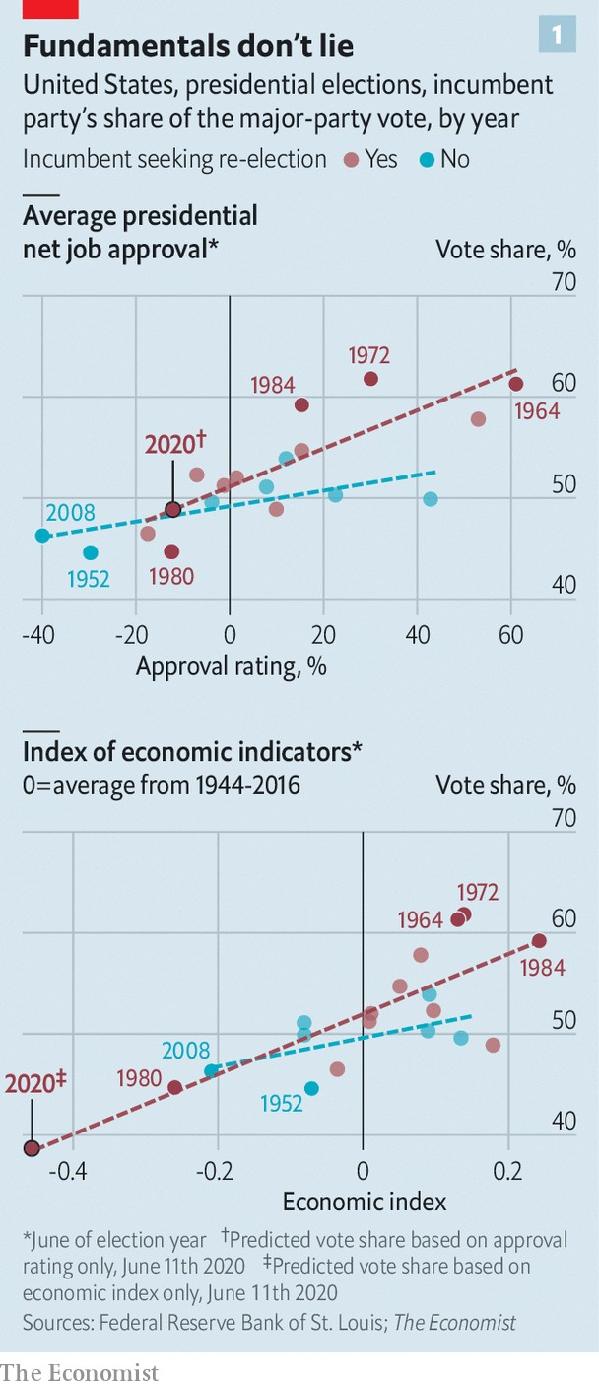 Fundamentals don't lie
1
United States, presidential elections, incumbent
party's share of the major-party vote, by year
Incumbent seeking re-election Yes No
Average presidential
net job approval*
Vote share, %
70
1972
1984
60
1964
2020†
50
2008
1952
1980
40
-40 -20 0 20 40 60
Approval rating, %
Index of economic indicators*
0=average from 1944-2016
Vote share, %
70
1972
1964
60
1984
50
2008
2020‡
1980
1952
40
-0.4 -0.2 0 0.2
Economic index
*June of election year †Predicted vote share based on approval
rating only, June 11th 2020 ‡Predicted vote share based on
economic index only, June 11th 2020
Sources: Federal Reserve Bank of St. Louis; The Economist
The Economist